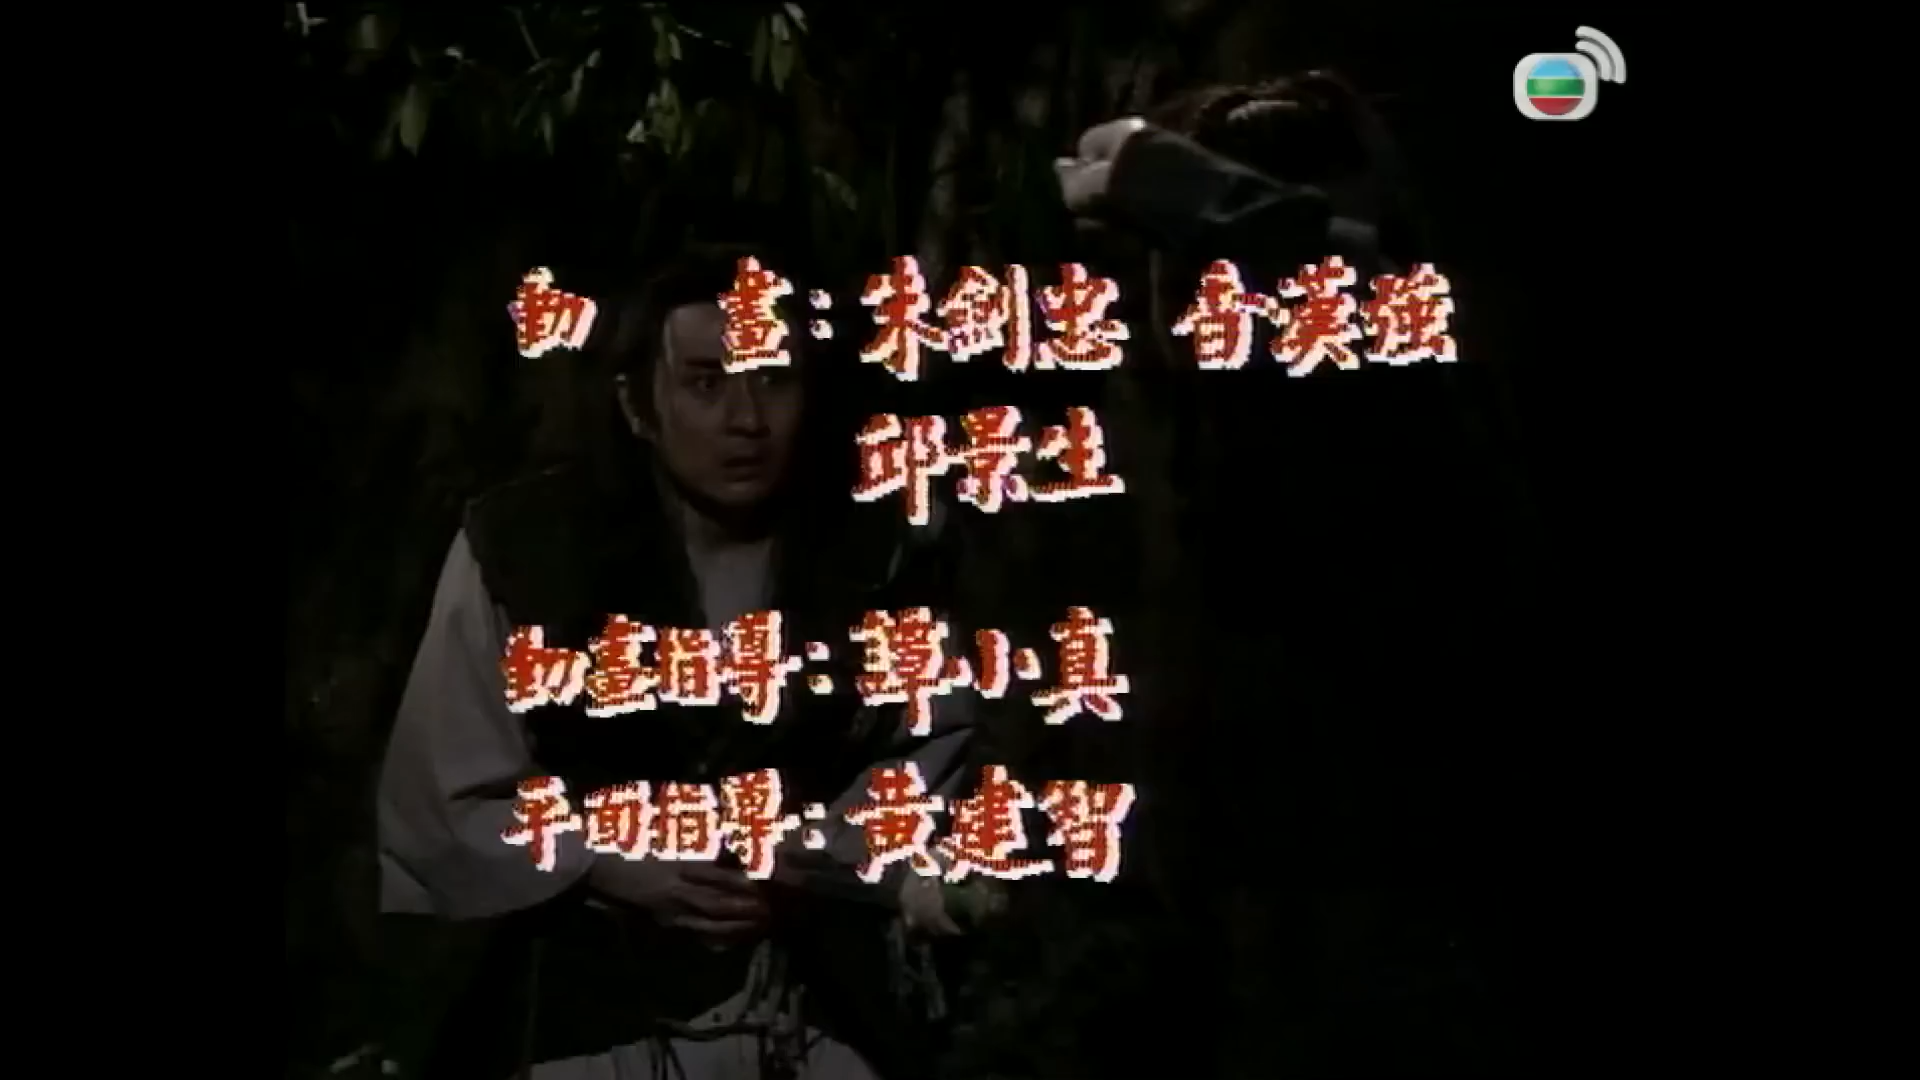 動　畫：朱劍忠　曾漢強
邱景生
動畫指導：譚小真
平面指導：黃建智